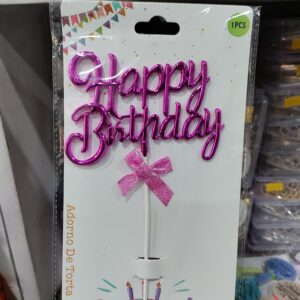 1PCS
Happy
Birthday
Adorno De Torta